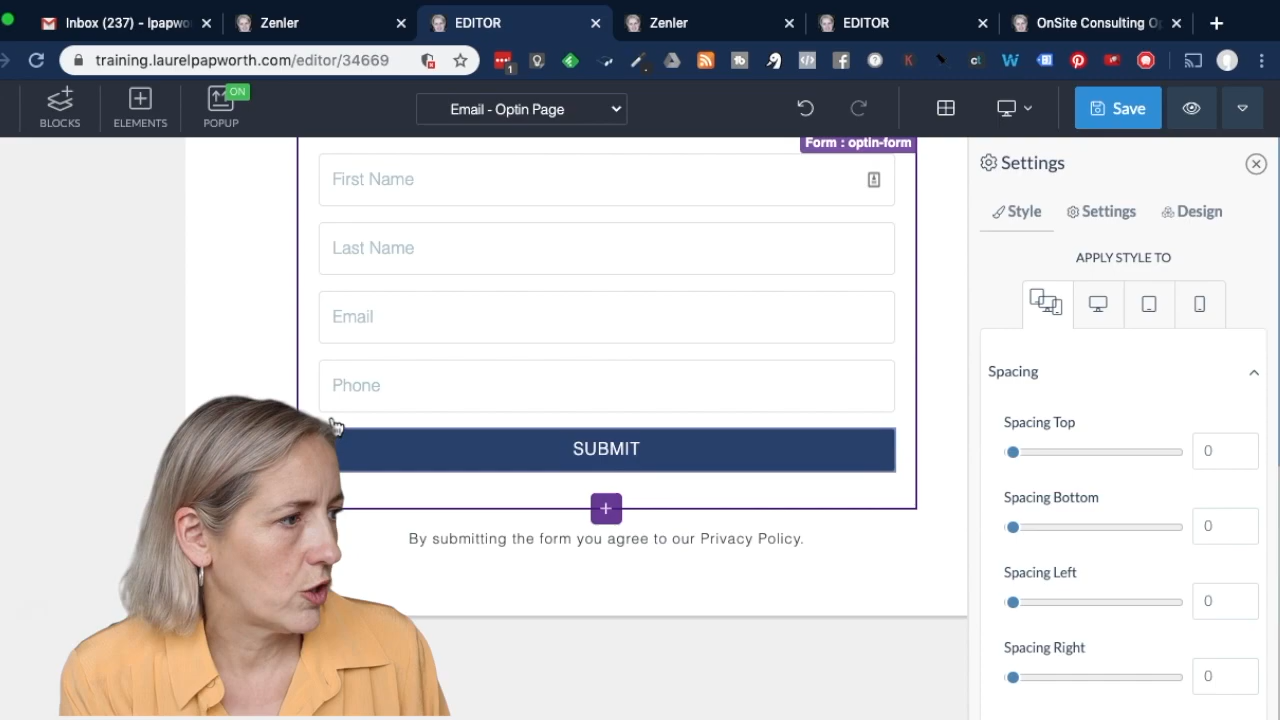 Inbox (237) - lpapwo
Zenler
EDITOR
Zenler
EDITOR
OnSite Consulting O
training.laurelpapworth.com/editor/34669
1
BLOCKS
ELEMENTS
ON
POPUP
Email - Optin Page
Save
Form : optin-form
First Name
Last Name
Email
Phone
SUBMIT
By submitting the form you agree to our Privacy Policy.
Settings
Style
Settings
Design
APPLY STYLE TO
Spacing
Spacing Top
0
Spacing Bottom
0
Spacing Left
0
Spacing Right
0